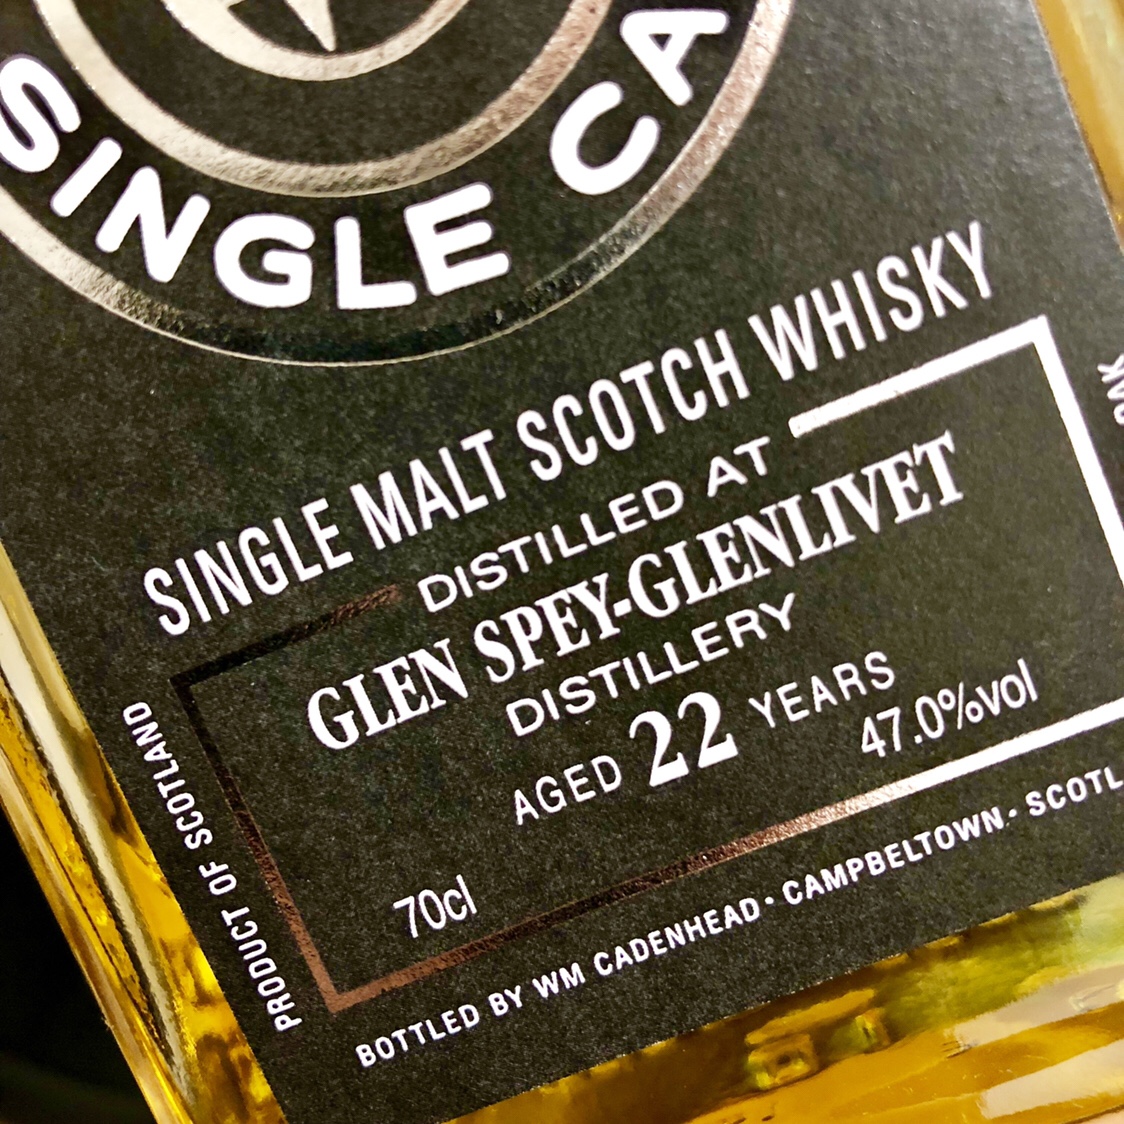 SINGLE CA
SINGLE MALT SCOTCH WHISKY
DISTILLED AT
GLEN SPEY-GLENLIVET
DISTILLERY
AGED 22 YEARS
47.0%vol
70cl
PRODUCT OF SCOTLAND
OAK
BOTTLED BY WM CADENHEAD · CAMPBELTOWN · SCOTL